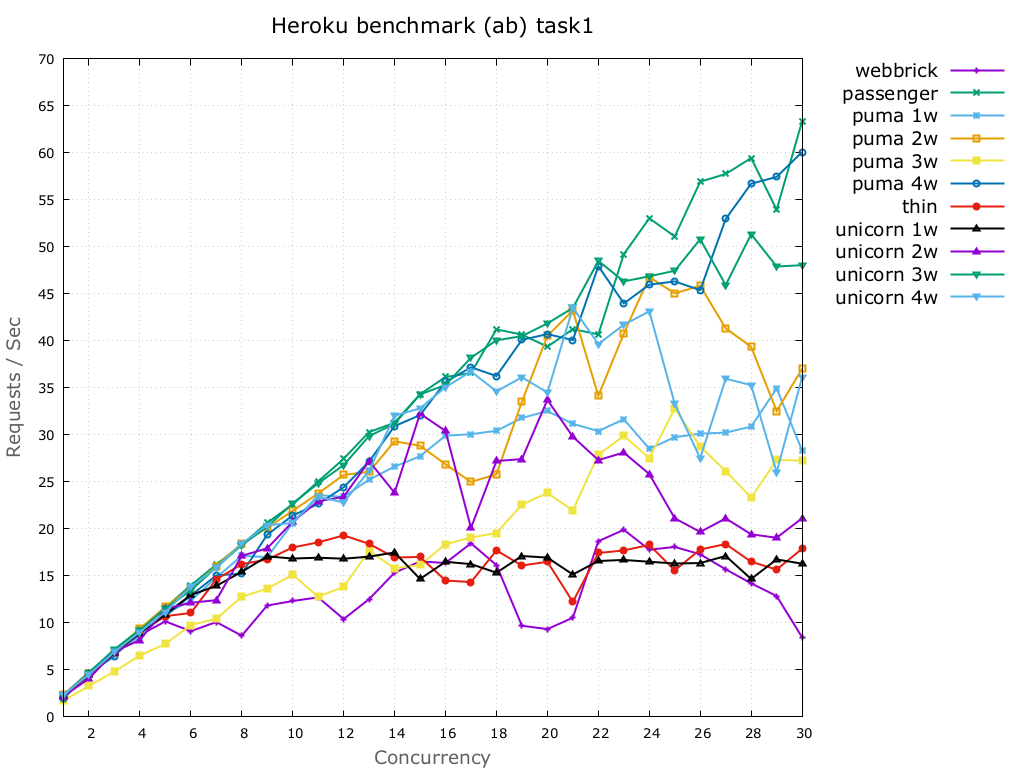 Heroku benchmark (ab) task1
70
65
60
55
50
45
40
35
30
25
20
15
10
5
0
Requests / Sec
2 4 6 8 10 12 14 16 18 20 22 24 26 28 30
Concurrency
webbrick
passenger
puma 1w
puma 2w
puma 3w
puma 4w
thin
unicorn 1w
unicorn 2w
unicorn 3w
unicorn 4w